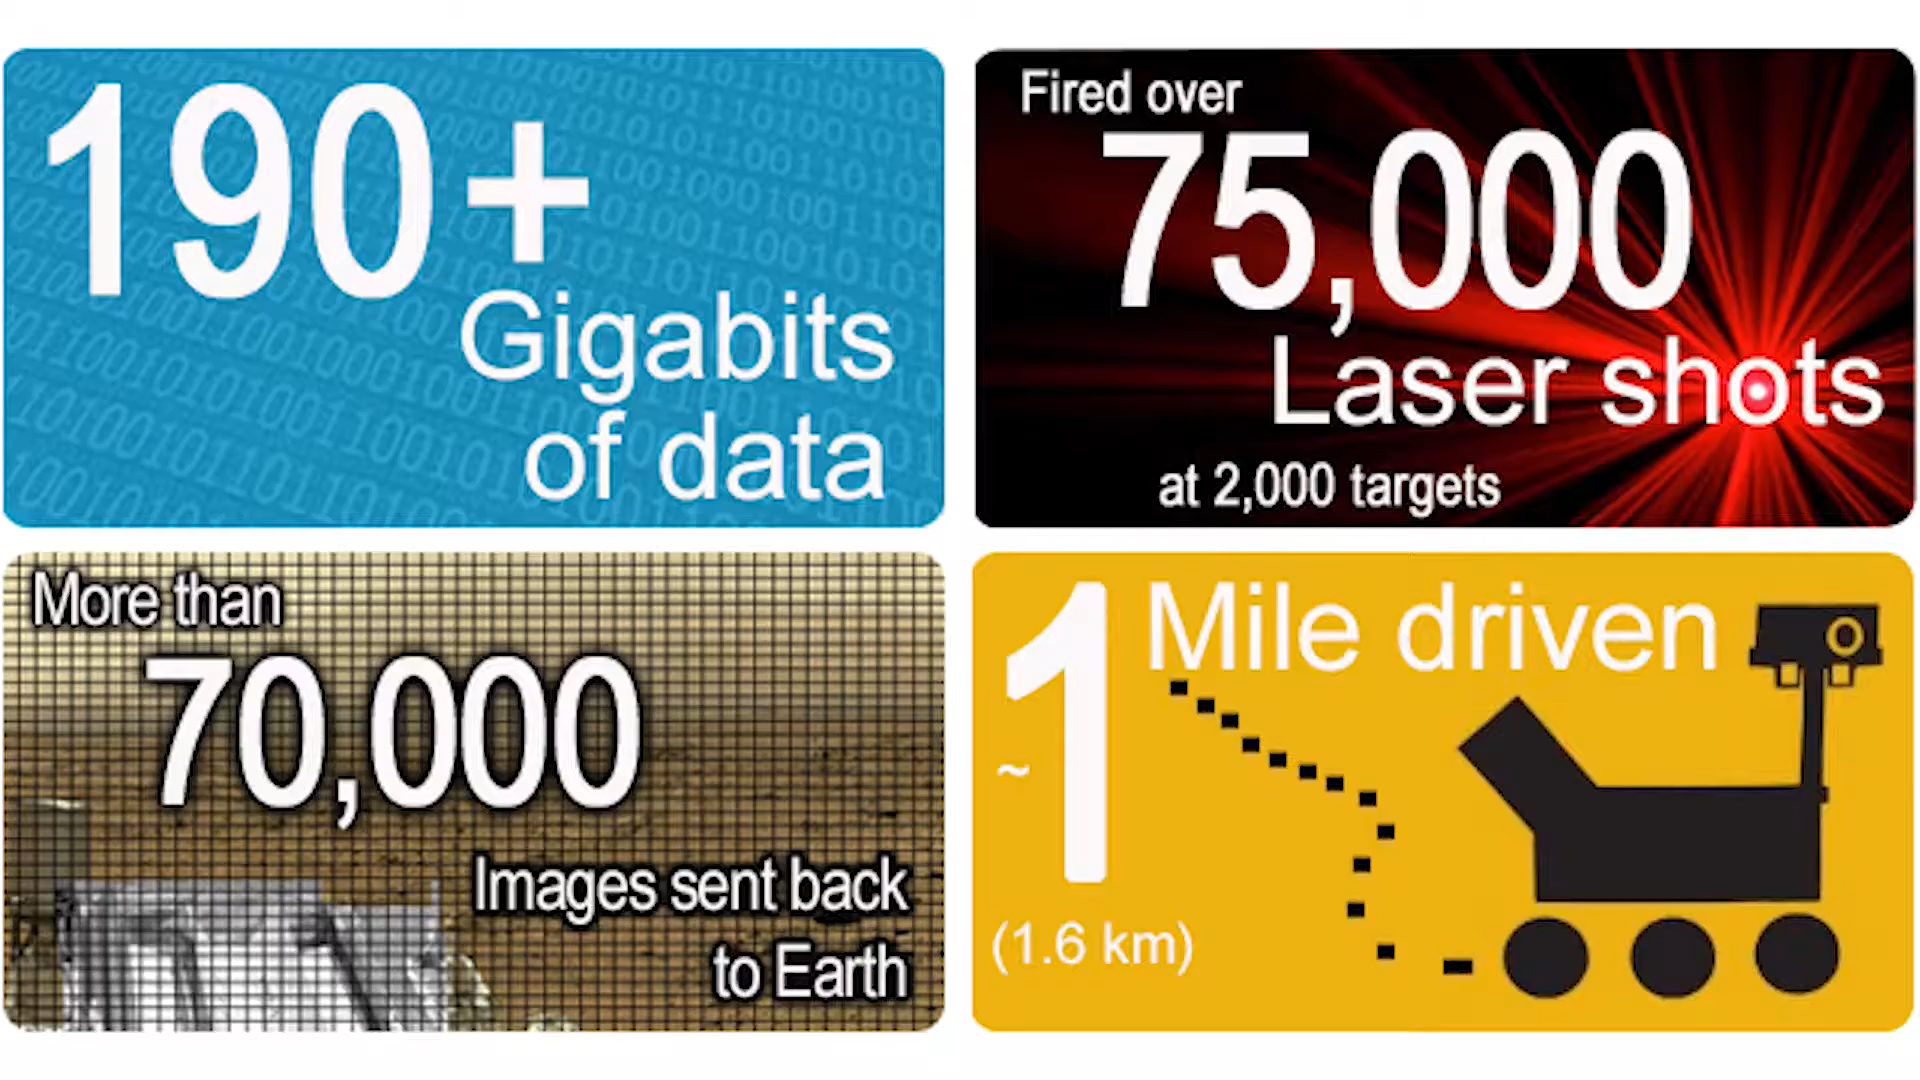 190+
Gigabits
of data
Fired over
75,000
Laser shots
at 2,000 targets
More than
70,000
Images sent back
to Earth
~1 Mile driven
(1.6 km)